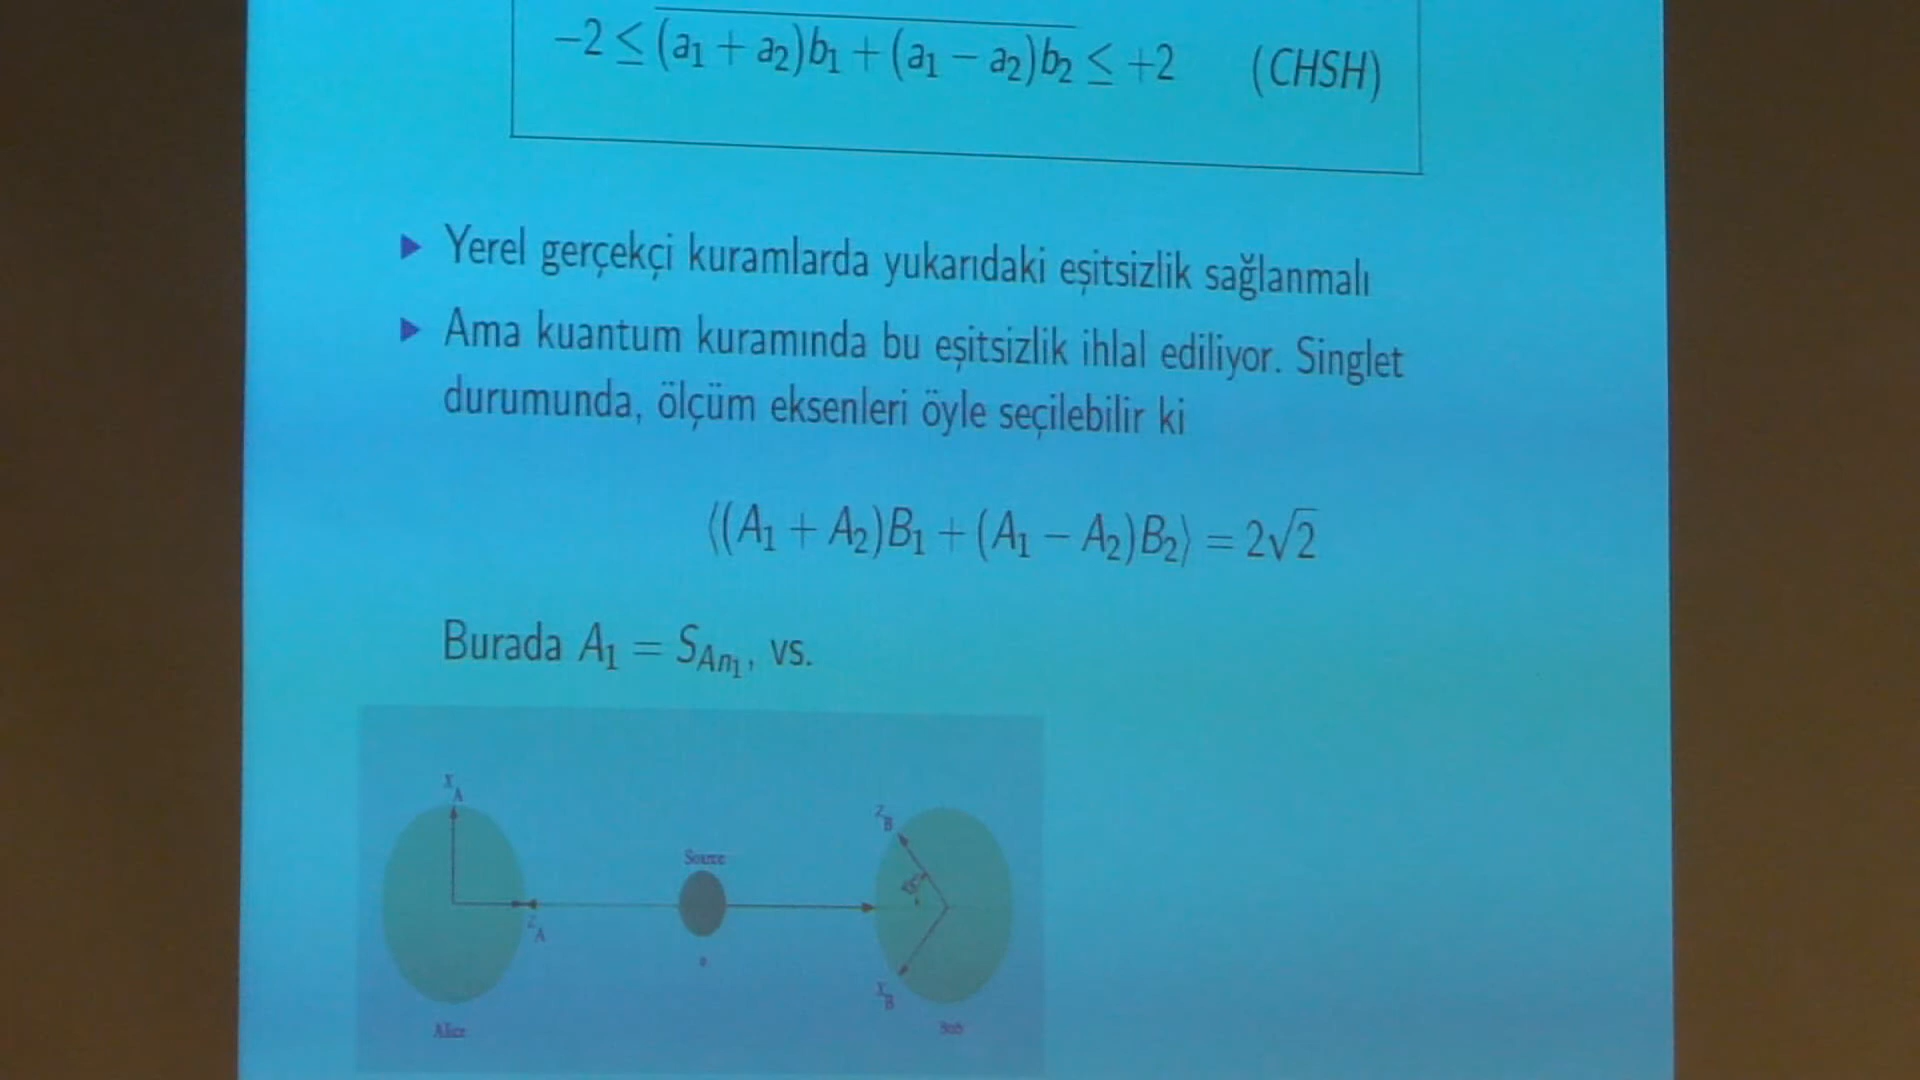 −2 ≤ (a₁ + a₂)b₁ + (a₁ − a₂)b₂ ≤ +2 (CHSH)
▶ Yerel gerçekçi kuramlarda yukarıdaki eşitsizlik sağlanmalı
▶ Ama kuantum kuramında bu eşitsizlik ihlal ediliyor. Singlet
durumunda, ölçüm eksenleri öyle seçilebilir ki
⟨(A₁ + A₂)B₁ + (A₁ − A₂)B₂⟩ = 2√2
Burada A₁ = S_An₁, vs.
X_A
Z_B
Source
Z_A
X_B
Alice
Bob